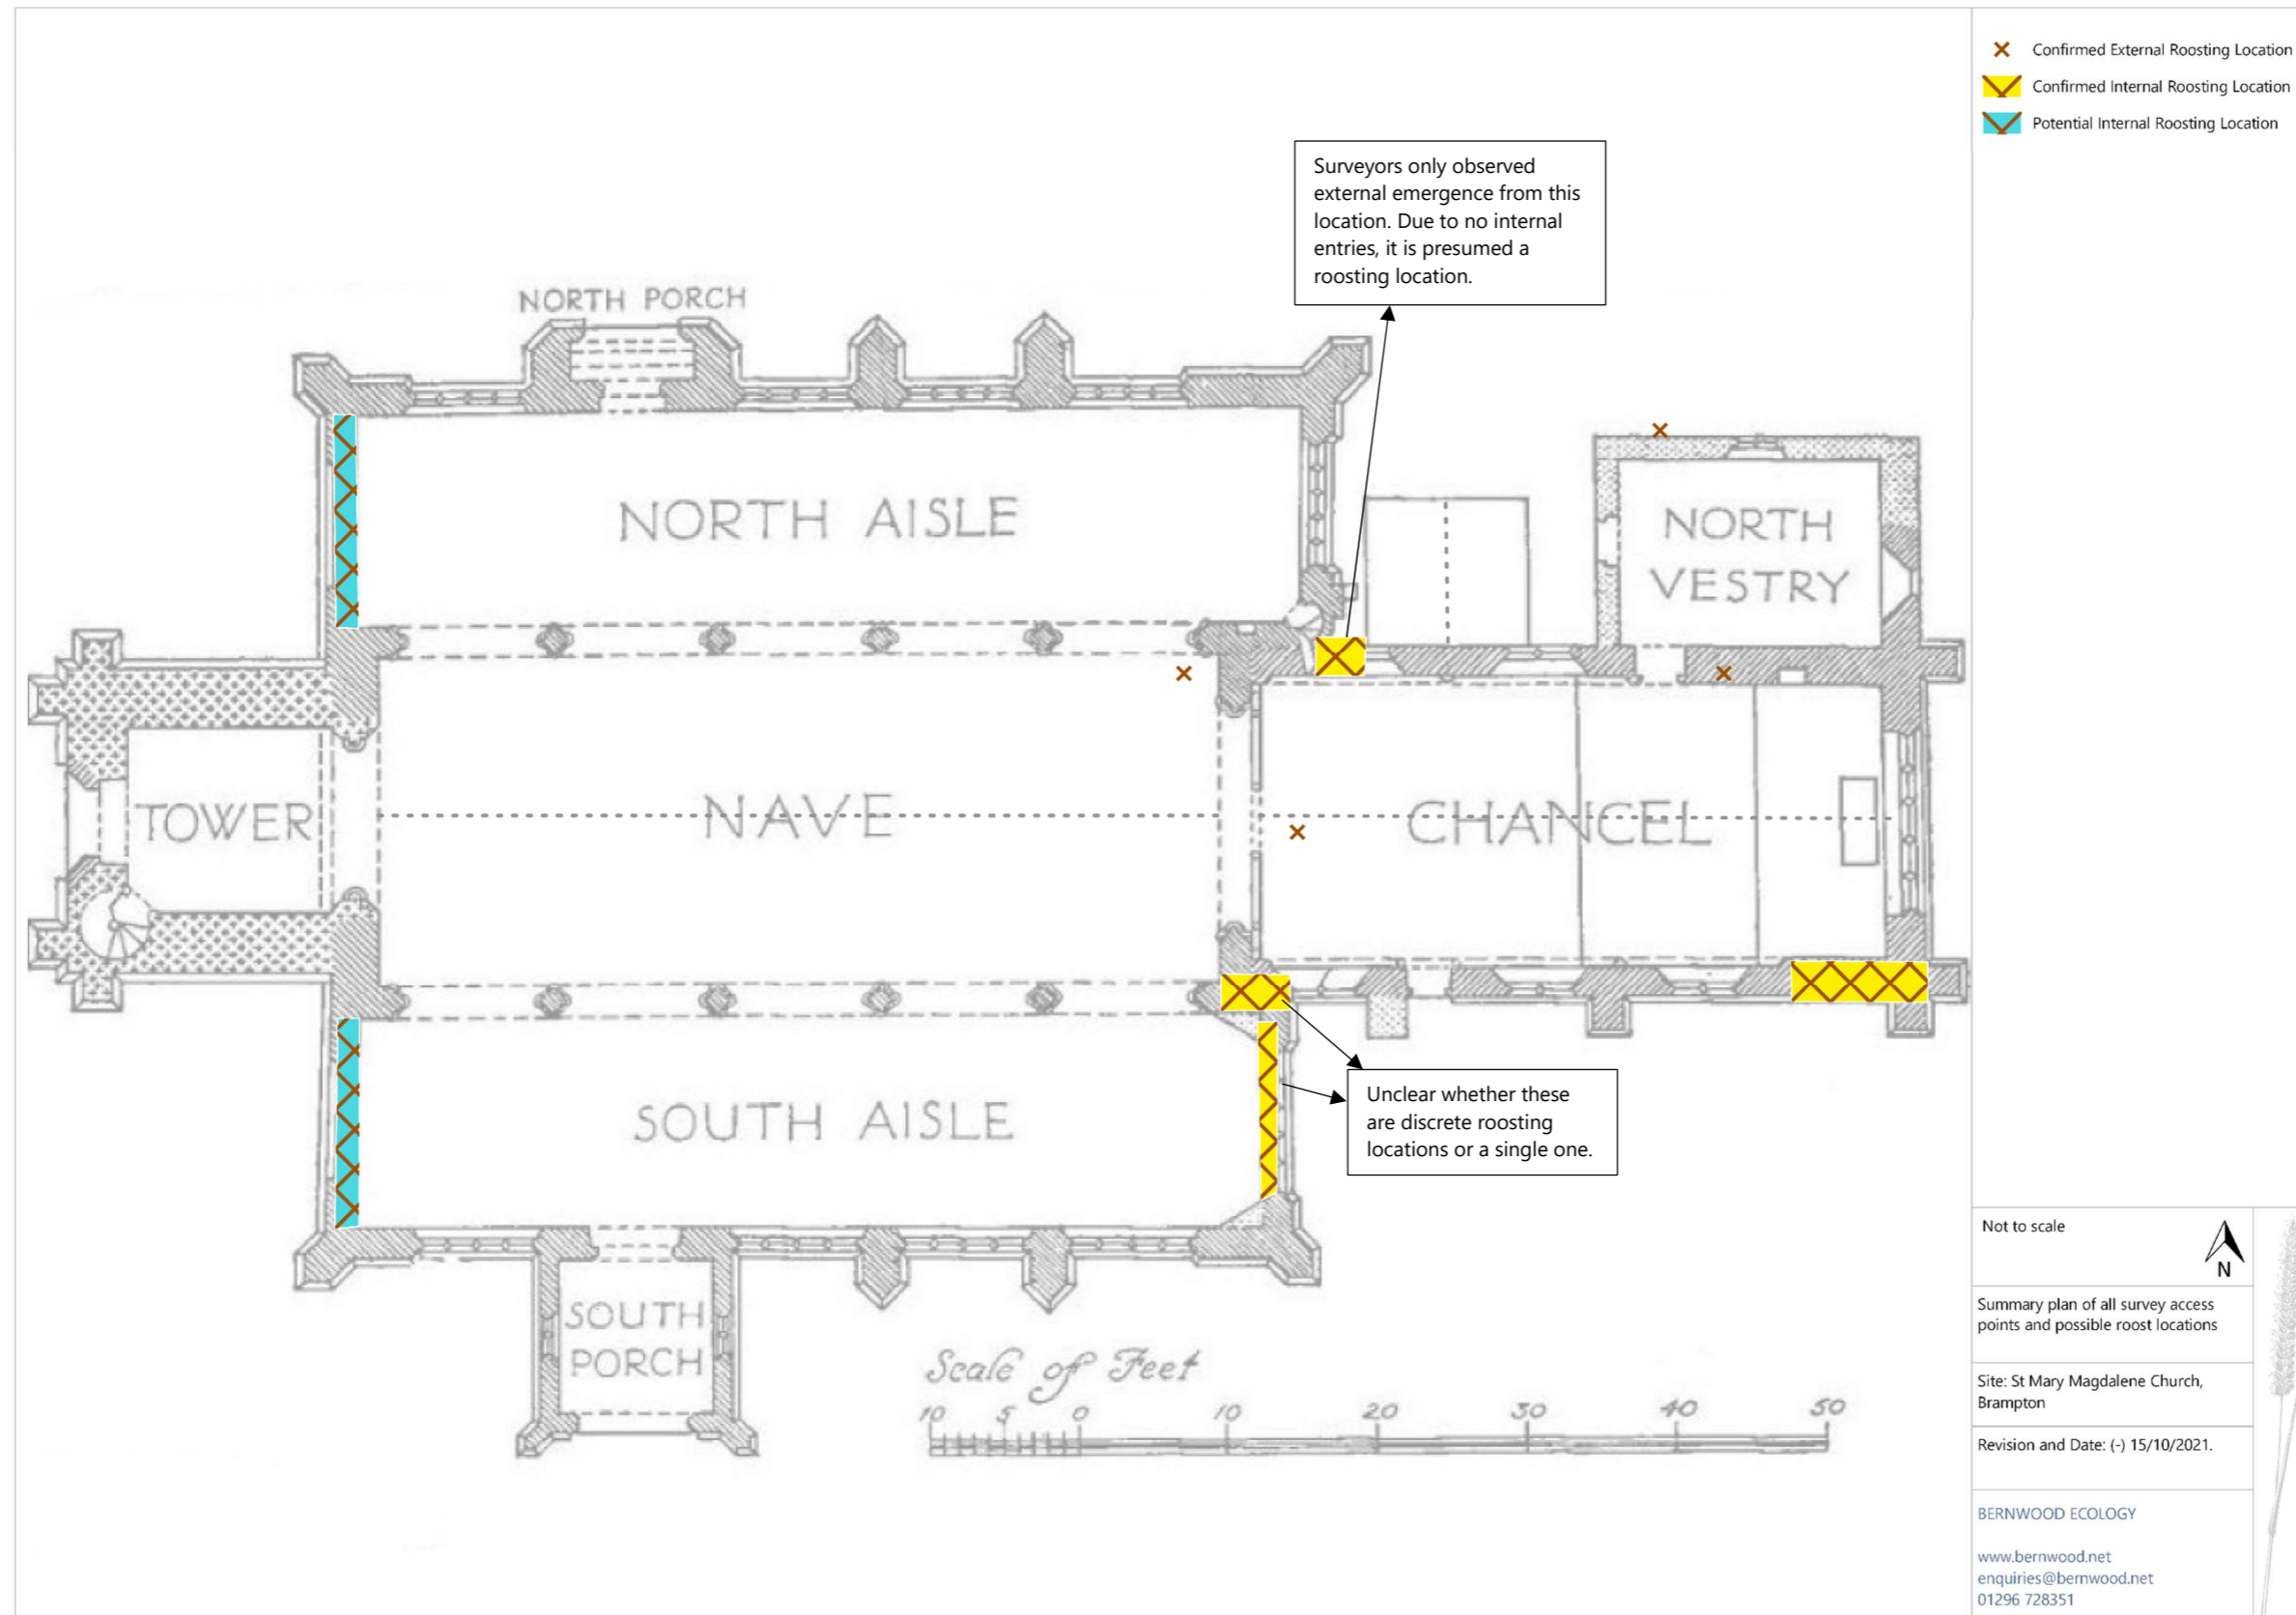 Confirmed External Roosting Location
Confirmed Internal Roosting Location
Potential Internal Roosting Location
Surveyors only observed
external emergence from this
location. Due to no internal
entries, it is presumed a
roosting location.
NORTH PORCH
NORTH AISLE
NORTH
VESTRY
TOWER
NAVE
CHANCEL
Unclear whether these
are discrete roosting
locations or a single one.
SOUTH AISLE
SOUTH
PORCH
Scale of Feet
10 5 0 10 20 30 40 50
Not to scale
N
Summary plan of all survey access
points and possible roost locations
Site: St Mary Magdalene Church,
Brampton
Revision and Date: (-) 15/10/2021.
BERNWOOD ECOLOGY
www.bernwood.net
enquiries@bernwood.net
01296 728351